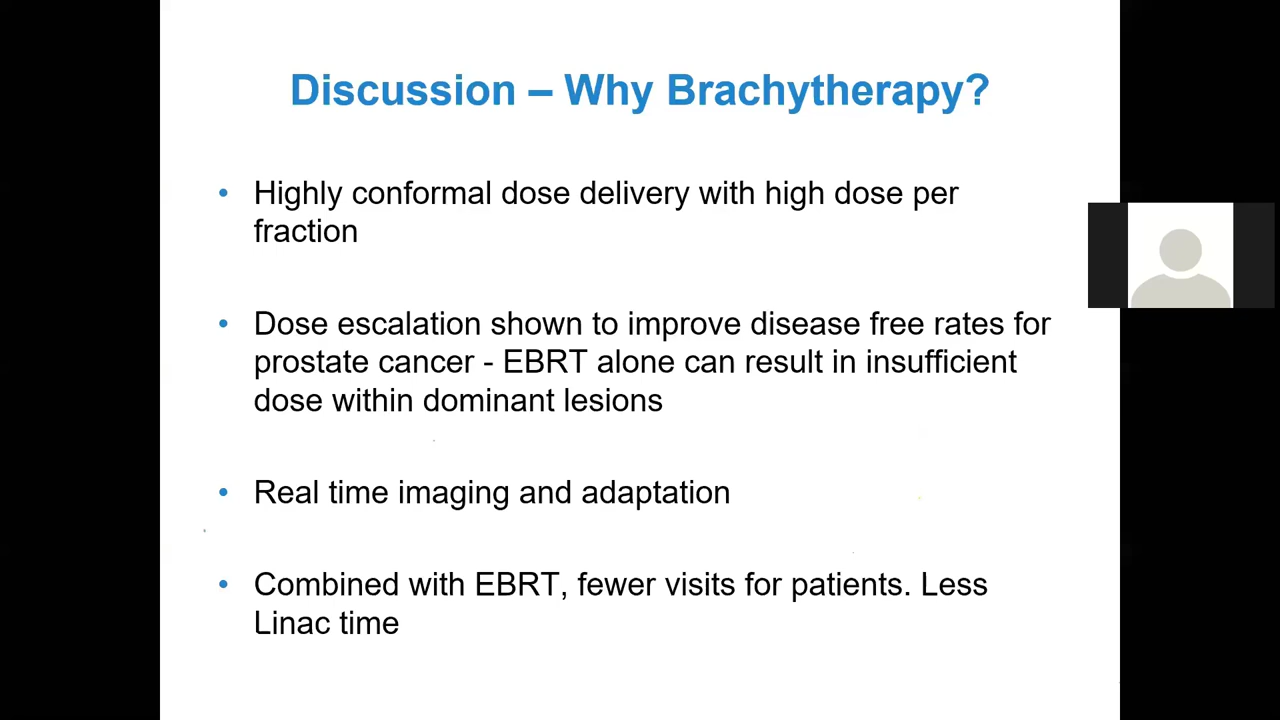 Discussion – Why Brachytherapy?
• Highly conformal dose delivery with high dose per
fraction
• Dose escalation shown to improve disease free rates for
prostate cancer - EBRT alone can result in insufficient
dose within dominant lesions
• Real time imaging and adaptation
• Combined with EBRT, fewer visits for patients. Less
Linac time